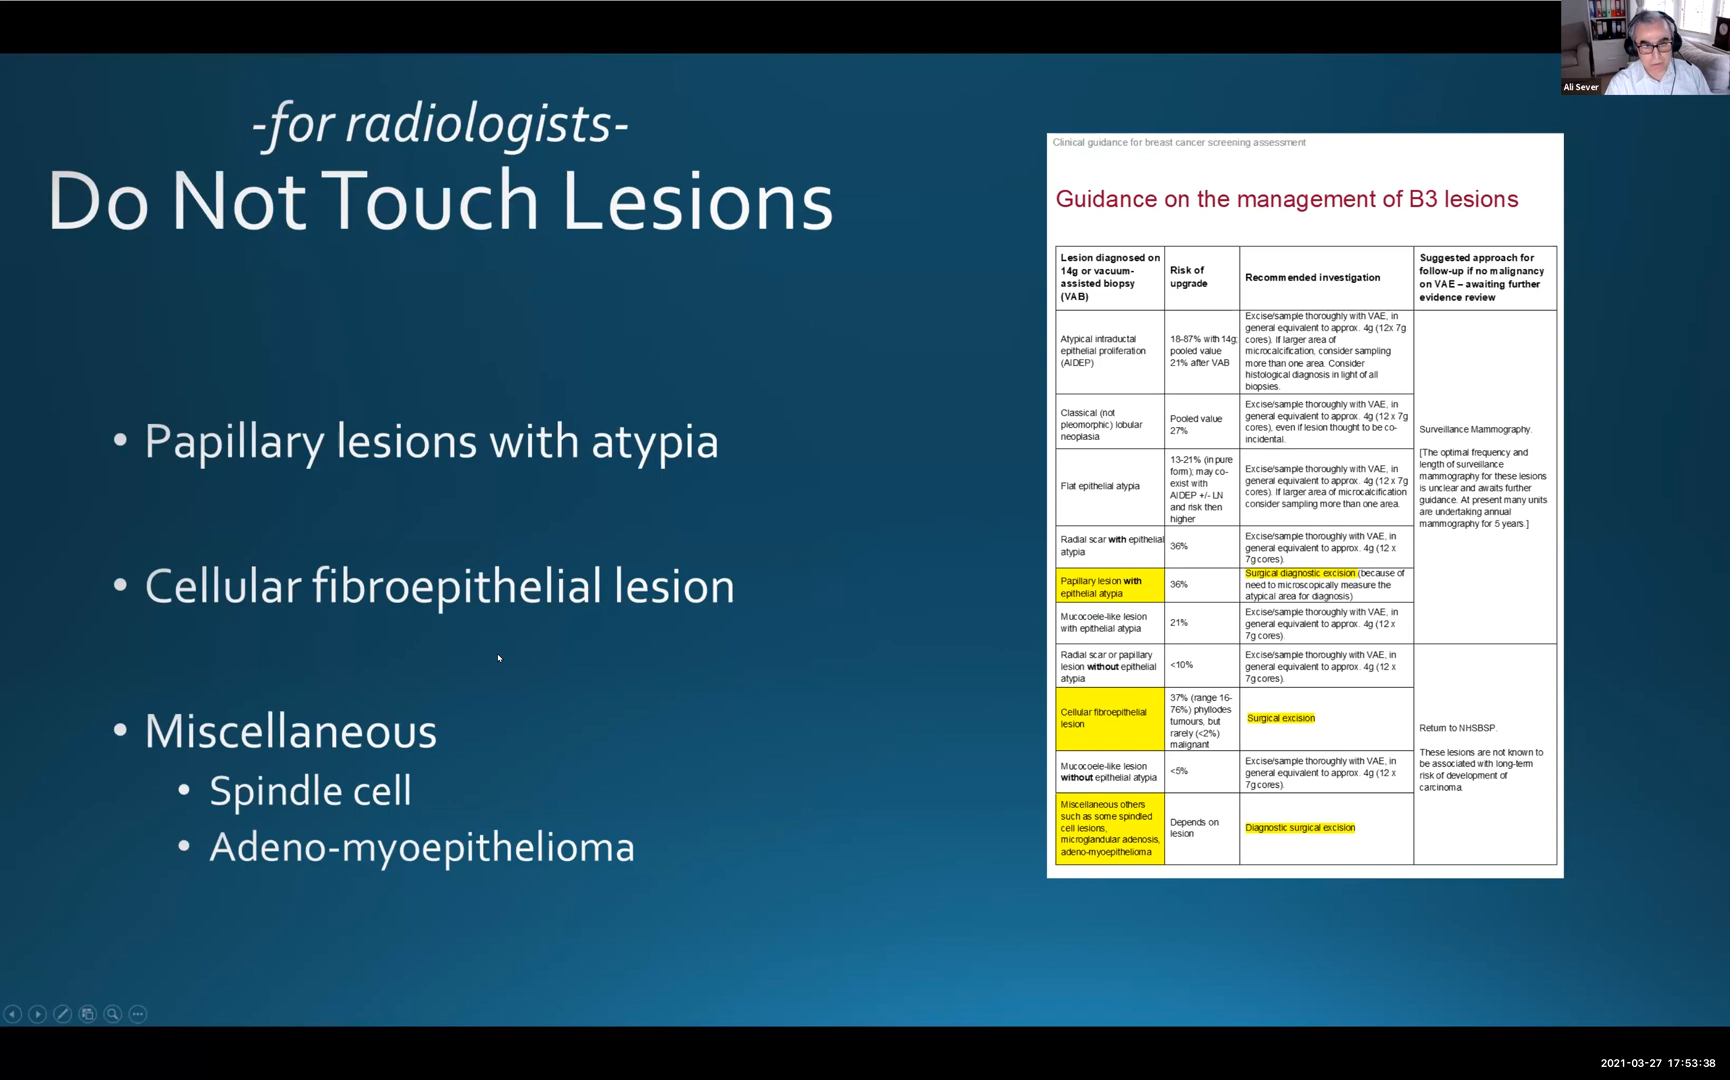 -for radiologists-
Do Not Touch Lesions
• Papillary lesions with atypia
• Cellular fibroepithelial lesion
• Miscellaneous
• Spindle cell
• Adeno-myoepithelioma
Clinical guidance for breast cancer screening assessment
Guidance on the management of B3 lesions
Lesion diagnosed on
14g or vacuum-
assisted biopsy
(VAB)
Risk of
upgrade
Recommended investigation
Suggested approach for
follow-up if no malignancy
on VAE – awaiting further
evidence review
Atypical intraductal
epithelial proliferation
(AIDEP)
18-87% with 14g;
pooled value
21% after VAB
Excise/sample thoroughly with VAE, in
general equivalent to approx. 4g (12x 7g
cores). If larger area of
microcalcification, consider sampling
more than one area. Consider
histological diagnosis in light of all
biopsies.
Classical (not
pleomorphic) lobular
neoplasia
Pooled value
27%
Excise/sample thoroughly with VAE, in
general equivalent to approx. 4g (12 x 7g
cores), even if lesion thought to be co-
incidental.
Flat epithelial atypia
13-21% (in pure
form); may co-
exist with
AIDEP +/- LN
and risk then
higher
Excise/sample thoroughly with VAE, in
general equivalent to approx. 4g (12 x 7g
cores). If larger area of microcalcification
consider sampling more than one area.
Radial scar with epithelial
atypia
36%
Excise/sample thoroughly with VAE, in
general equivalent to approx. 4g (12 x
7g cores).
Papillary lesion with
epithelial atypia
36%
Surgical diagnostic excision (because of
need to microscopically measure the
atypical area for diagnosis)
Mucocoele-like lesion
with epithelial atypia
21%
Excise/sample thoroughly with VAE, in
general equivalent to approx. 4g (12 x
7g cores).
Surveillance Mammography.
[The optimal frequency and
length of surveillance
mammography for these lesions
is unclear and awaits further
guidance. At present many units
are undertaking annual
mammography for 5 years.]
Radial scar or papillary
lesion without epithelial
atypia
<10%
Excise/sample thoroughly with VAE, in
general equivalent to approx. 4g (12 x
7g cores).
Cellular fibroepithelial
lesion
37% (range 16-
76%) phyllodes
tumours, but
rarely (<2%)
malignant
Surgical excision
Mucocoele-like lesion
without epithelial atypia
<5%
Excise/sample thoroughly with VAE, in
general equivalent to approx. 4g (12 x
7g cores).
Miscellaneous others
such as some spindled
cell lesions,
microglandular adenosis,
adeno-myoepithelioma
Depends on
lesion
Diagnostic surgical excision
Return to NHSBSP.
These lesions are not known to
be associated with long-term
risk of development of
carcinoma.
Ali Sever
2021-03-27 17:53:38